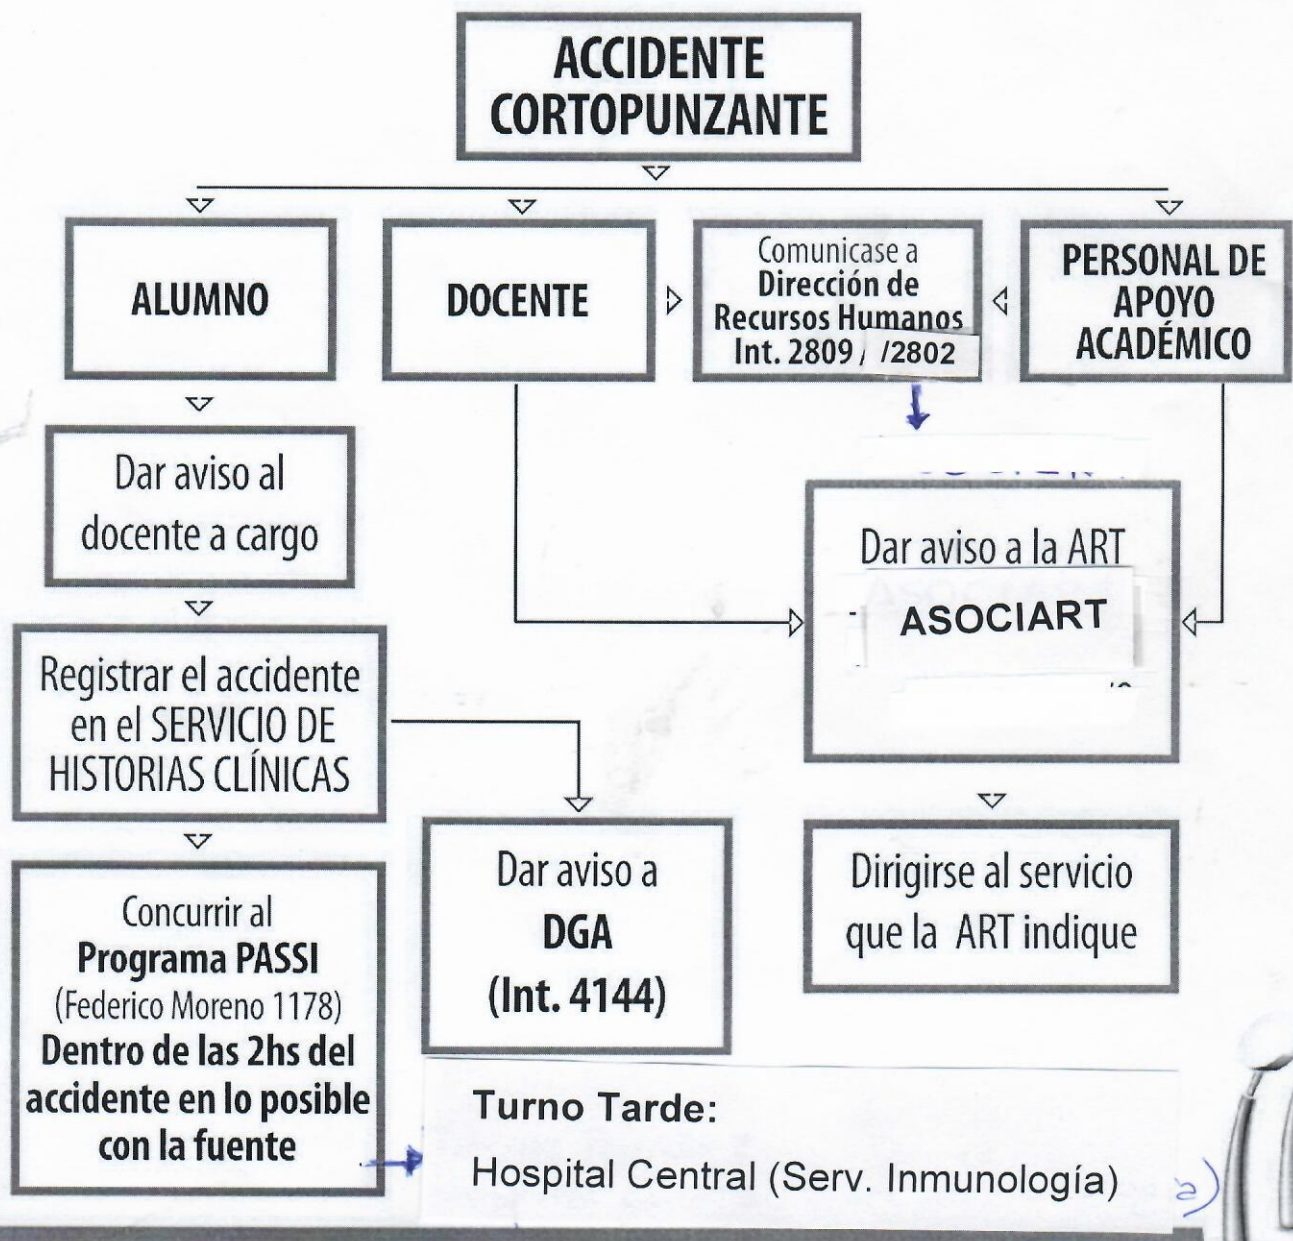 ACCIDENTE
CORTOPUNZANTE
ALUMNO
DOCENTE
Comunicase a
Dirección de
Recursos Humanos
Int. 2809 / /2802
PERSONAL DE
APOYO
ACADÉMICO
Dar aviso al
docente a cargo
Registrar el accidente
en el SERVICIO DE
HISTORIAS CLÍNICAS
Concurrir al
Programa PASSI
(Federico Moreno 1178)
Dentro de las 2hs del
accidente en lo posible
con la fuente
Dar aviso a
DGA
(Int. 4144)
Dar aviso a la ART
ASOCIART
Dirigirse al servicio
que la ART indique
Turno Tarde:
Hospital Central (Serv. Inmunología)